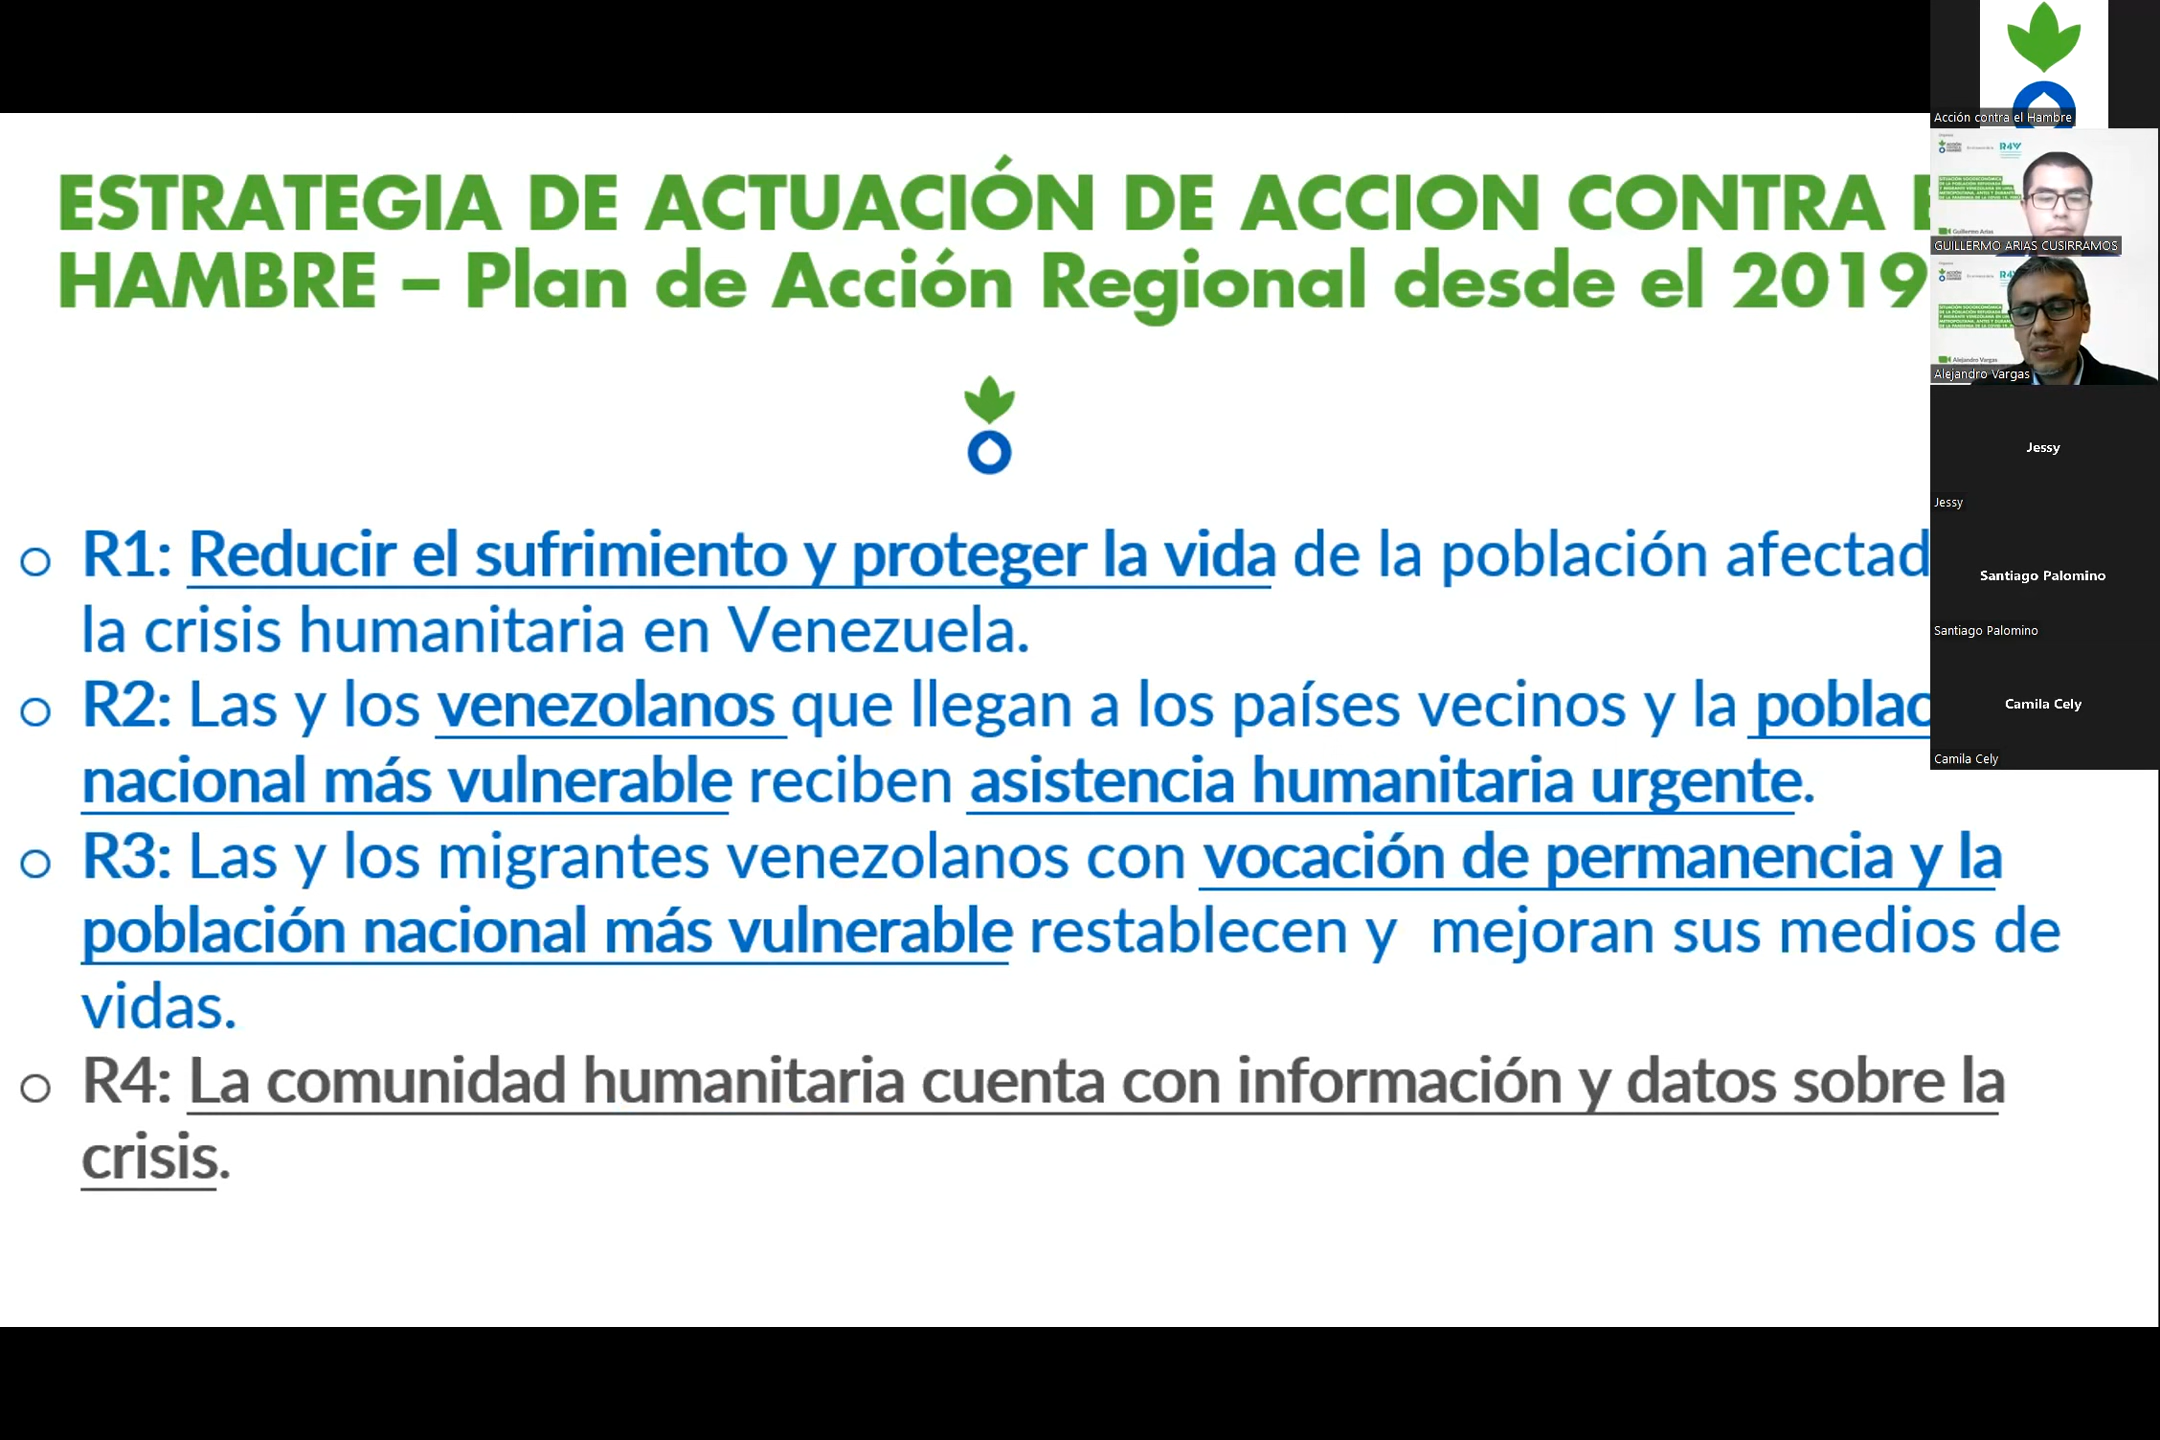 ESTRATEGIA DE ACTUACIÓN DE ACCION CONTRA
HAMBRE – Plan de Acción Regional desde el 2019
R1: Reducir el sufrimiento y proteger la vida de la población afectad
la crisis humanitaria en Venezuela.
R2: Las y los venezolanos que llegan a los países vecinos y la poblac
nacional más vulnerable reciben asistencia humanitaria urgente.
R3: Las y los migrantes venezolanos con vocación de permanencia y la
población nacional más vulnerable restablecen y mejoran sus medios de
vidas.
R4: La comunidad humanitaria cuenta con información y datos sobre la
crisis.
Acción contra el Hambre
R4V
Guillermo Arias
GUILLERMO ARIAS CUSIRRAMOS
Alejandro Vargas
Alejandro Vargas
Jessy
Jessy
Santiago Palomino
Santiago Palomino
Camila Cely
Camila Cely